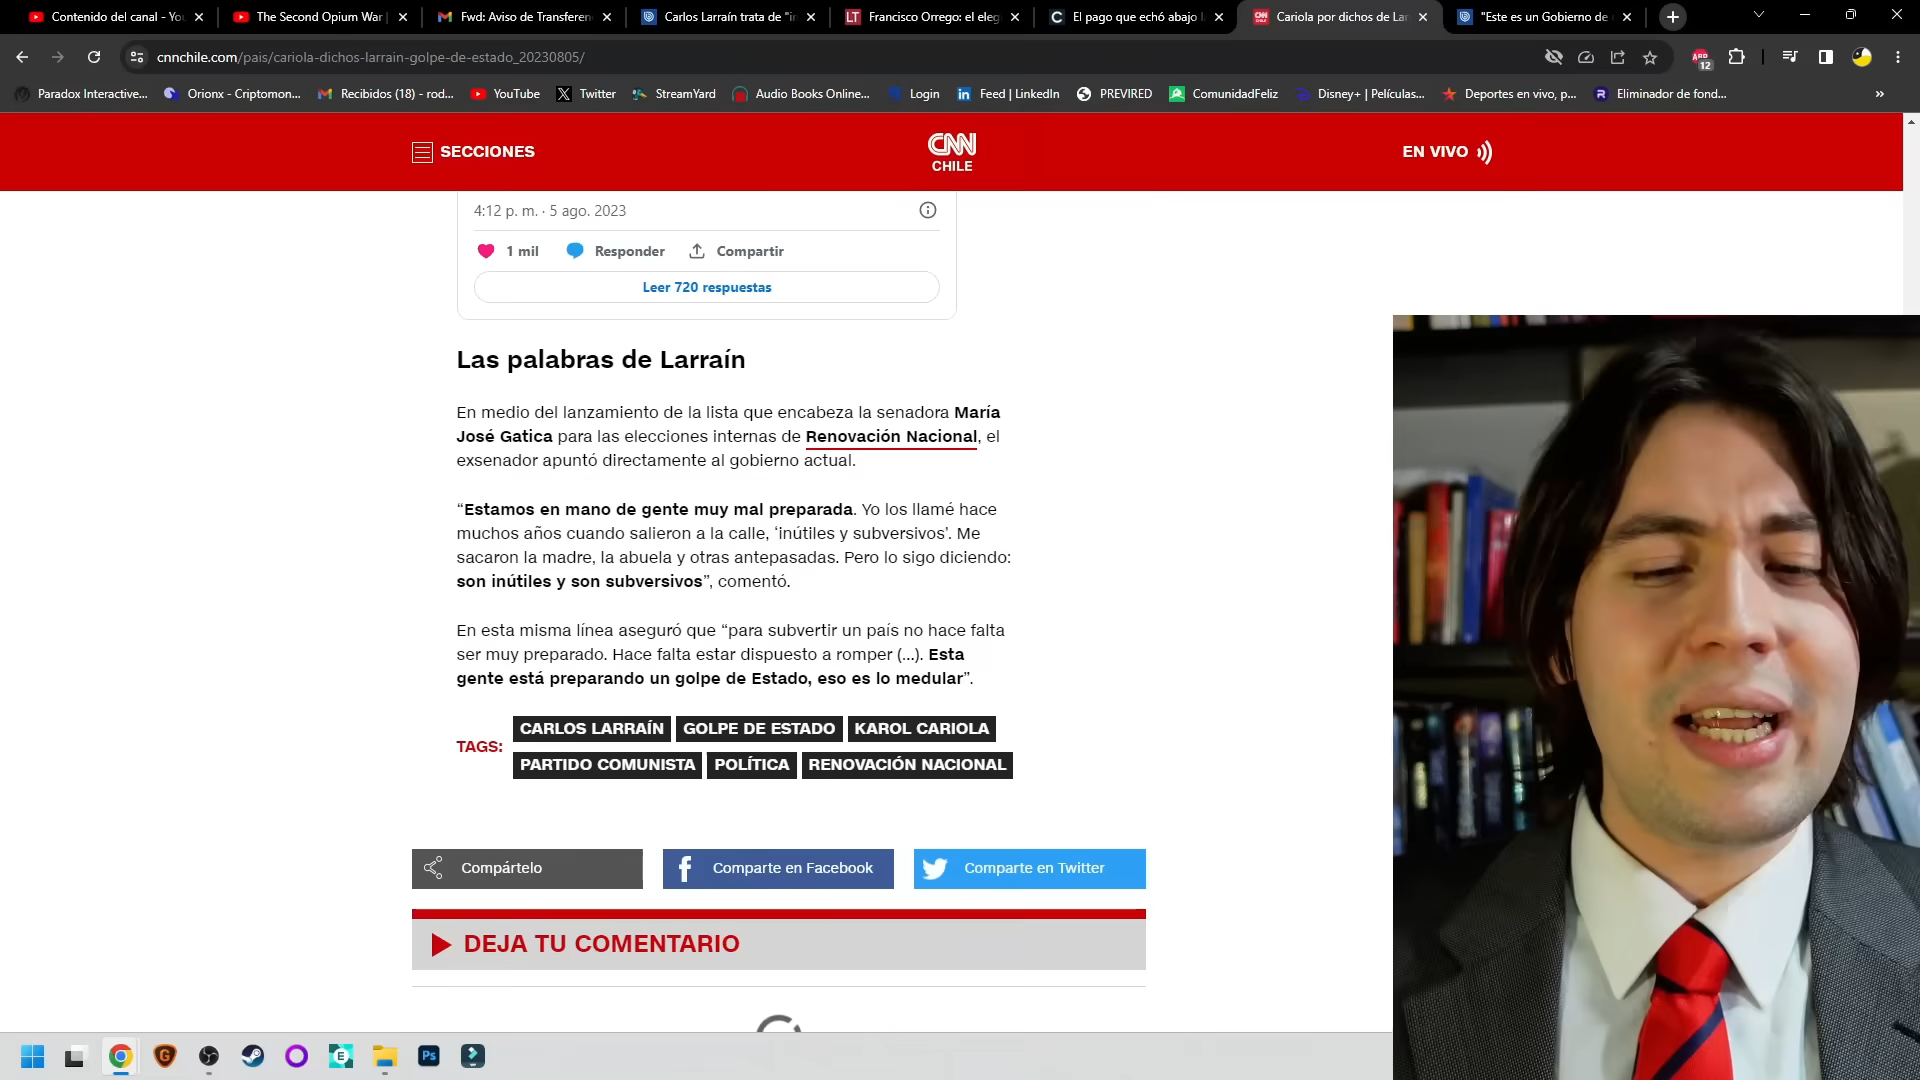 Contenido del canal - Yo
The Second Opium War
Fwd: Aviso de Transferen
Carlos Larraín trata de "in
Francisco Orrego: el eleg
El pago que echó abajo l
Cariola por dichos de Lar
"Este es un Gobierno de
cnnchile.com/pais/cariola-dichos-larrain-golpe-de-estado_20230805/
ABP
12
Paradox Interactive...
Orionx - Criptomon...
Recibidos (18) - rod...
YouTube
Twitter
StreamYard
Audio Books Online...
Login
Feed | LinkedIn
PREVIRED
ComunidadFeliz
Disney+ | Películas...
Deportes en vivo, p...
Eliminador de fond...
»
SECCIONES
CNN
CHILE
EN VIVO
4:12 p. m. · 5 ago. 2023
1 mil
Responder
Compartir
Leer 720 respuestas
Las palabras de Larraín
En medio del lanzamiento de la lista que encabeza la senadora María
José Gatica para las elecciones internas de Renovación Nacional, el
exsenador apuntó directamente al gobierno actual.
“Estamos en mano de gente muy mal preparada. Yo los llamé hace
muchos años cuando salieron a la calle, ‘inútiles y subversivos’. Me
sacaron la madre, la abuela y otras antepasadas. Pero lo sigo diciendo:
son inútiles y son subversivos”, comentó.
En esta misma línea aseguró que “para subvertir un país no hace falta
ser muy preparado. Hace falta estar dispuesto a romper (...). Esta
gente está preparando un golpe de Estado, eso es lo medular”.
TAGS:
CARLOS LARRAÍN
GOLPE DE ESTADO
KAROL CARIOLA
PARTIDO COMUNISTA
POLÍTICA
RENOVACIÓN NACIONAL
Compártelo
Comparte en Facebook
Comparte en Twitter
DEJA TU COMENTARIO